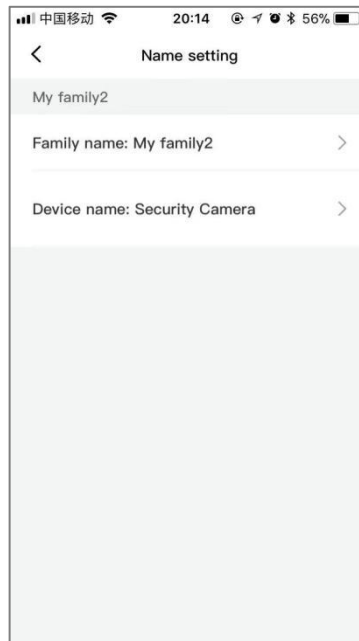 中国移动 20:14 56%
Name setting
My family2
Family name: My family2
Device name: Security Camera